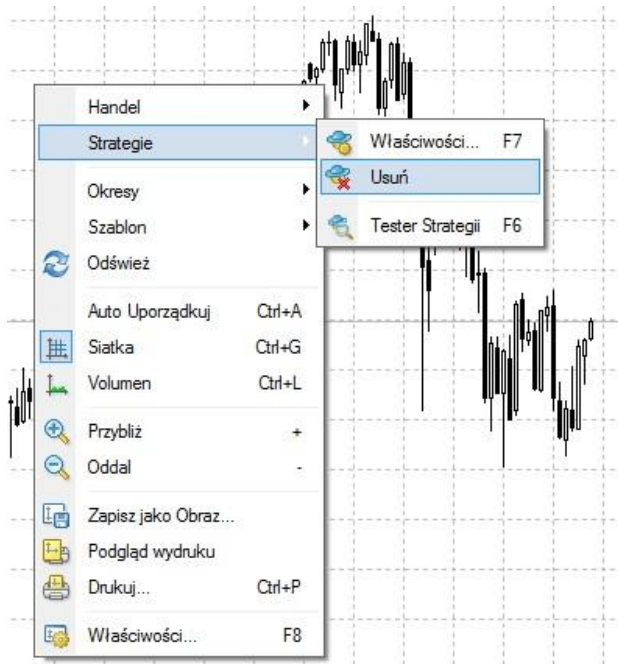 Handel
Strategie
Właściwości... F7
Usuń
Tester Strategii F6
Okresy
Szablon
Odśwież
Auto Uporządkuj Ctrl+A
Siatka Ctrl+G
Volumen Ctrl+L
Przybliż +
Oddal -
Zapisz jako Obraz...
Podgląd wydruku
Drukuj... Ctrl+P
Właściwości... F8